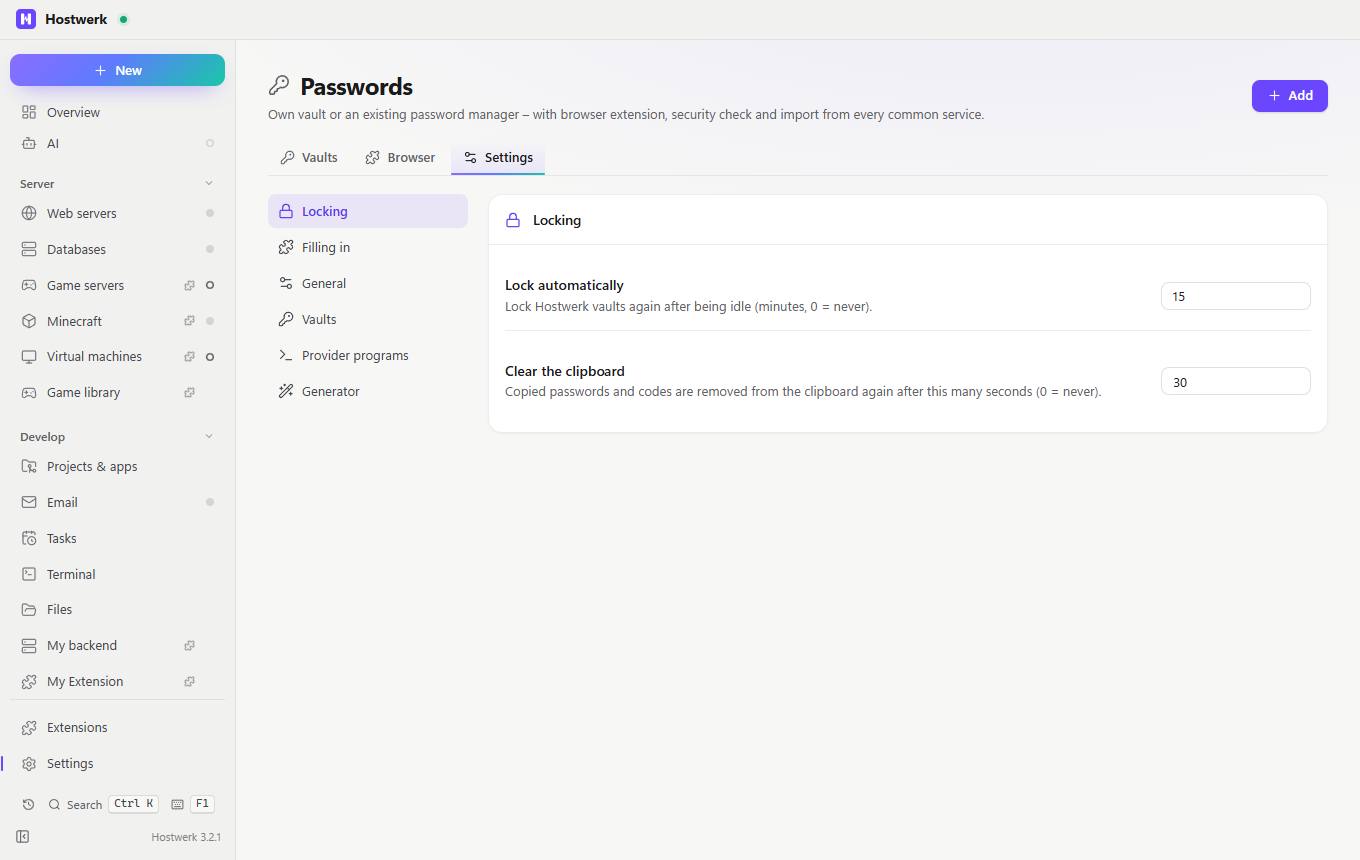 Hostwerk
New
Overview
AI
Server
Web servers
Databases
Game servers
Minecraft
Virtual machines
Game library
Develop
Projects & apps
Email
Tasks
Terminal
Files
My backend
My Extension
Extensions
Settings
Search Ctrl K F1
Hostwerk 3.2.1
Passwords
Own vault or an existing password manager – with browser extension, security check and import from every common service.
Add
Vaults Browser Settings
Locking
Filling in
General
Vaults
Provider programs
Generator
Locking
Lock automatically
Lock Hostwerk vaults again after being idle (minutes, 0 = never).
15
Clear the clipboard
Copied passwords and codes are removed from the clipboard again after this many seconds (0 = never).
30